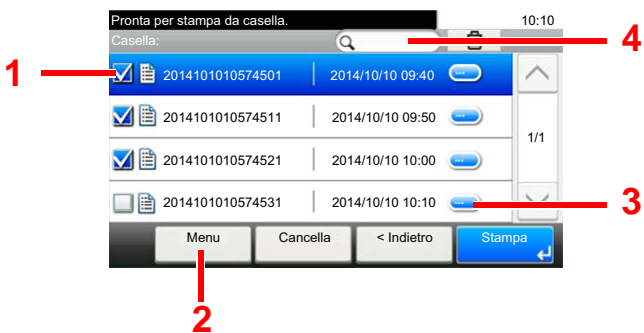 Pronta per stampa da casella. 10:10
Casella: 4
1 2014101010574501 2014/10/10 09:40
2014101010574511 2014/10/10 09:50
1/1
2014101010574521 2014/10/10 10:00
2014101010574531 2014/10/10 10:10 3
Menu Cancella < Indietro Stampa
2